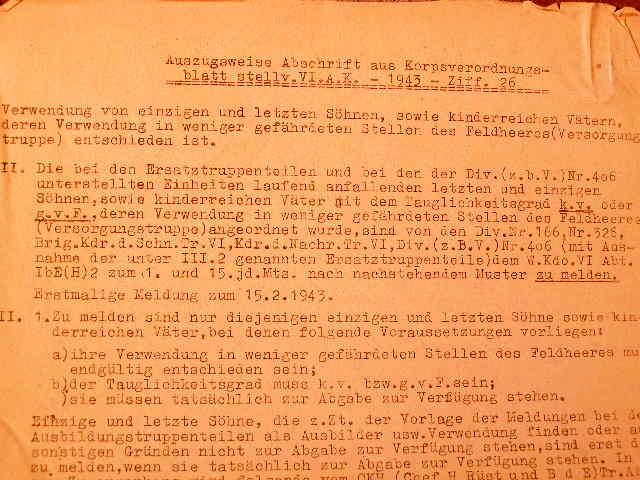 Auszugsweise Abschrift aus Korpsverordnungs-
blatt stellv.VI.A.K. - 1943 - Ziff. 26
Verwendung von einzigen und letzten Söhnen, sowie kinderreichen Vätern,
deren Verwendung in weniger gefährdeten Stellen des Feldheeres(Versorgung
truppe) entschieden ist.
II. Die bei den Ersatztruppenteilen und bei den der Div.(z.b.V.)Nr.406
unterstellten Einheiten laufend anfallenden letzten und einzigen
Söhnen,sowie kinderreichen Väter mit dem Tauglichkeitsgrad k.v. oder
g.v.F.,deren Verwendung in weniger gefährdeten Stellen des Feldheeres
(Versorgungstruppe)angeordnet wurde,sind von den Div.Nr.166,Nr.526,
Brig.Kdr.d.Schn.Tr.VI,Kdr.d.Nachr.Tr.VI,Div.(z.B.V.)Nr.406 (mit Aus-
nahme der unter III.2 genannten Ersatztruppenteile)dem W.Kdo.VI Abt.
IbE(H)2 zum 1. und 15.jd.Mts. nach nachstehendem Muster zu melden.
Erstmalige Meldung zum 15.2.1943.
II. 1.Zu melden sind nur diejenigen einzigen und letzten Söhne sowie kin-
derreichen Väter,bei denen folgende Voraussetzungen vorliegen:
a)ihre Verwendung in weniger gefährdeten Stellen des Feldheeres mu
endgültig entschieden sein;
b)der Tauglichkeitsgrad muss k.v. bzw.g.v.F.sein;
)sie müssen tatsächlich zur Abgabe zur Verfügung stehen.
Einzige und letzte Söhne, die z.Zt. der Vorlage der Meldungen bei d
Ausbildungstruppenteilen als Ausbilder usw.Verwendung finden oder au
sonstigen Gründen nicht zur Abgabe zur Verfügung stehen,sind erst d
zu melden,wenn sie tatsächlich zur Abgabe zur Verfügung stehen. In
folgende vom OKH (Chef H Rüst und B d E)Tr.A